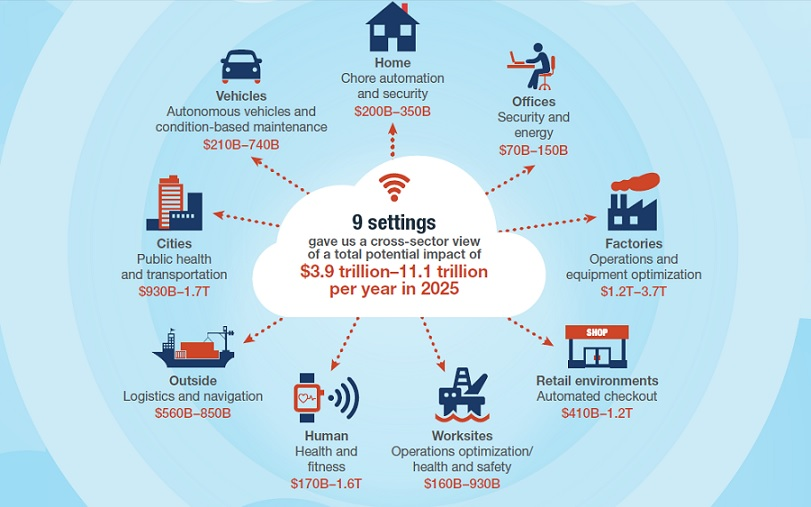 Home
Chore automation
and security
$200B–350B
Offices
Security and
energy
$70B–150B
Factories
Operations and
equipment optimization
$1.2T–3.7T
SHOP
Retail environments
Automated checkout
$410B–1.2T
Worksites
Operations optimization/
health and safety
$160B–930B
Human
Health and
fitness
$170B–1.6T
Outside
Logistics and navigation
$560B–850B
Cities
Public health
and transportation
$930B–1.7T
Vehicles
Autonomous vehicles and
condition-based maintenance
$210B–740B
9 settings
gave us a cross-sector view
of a total potential impact of
$3.9 trillion–11.1 trillion
per year in 2025